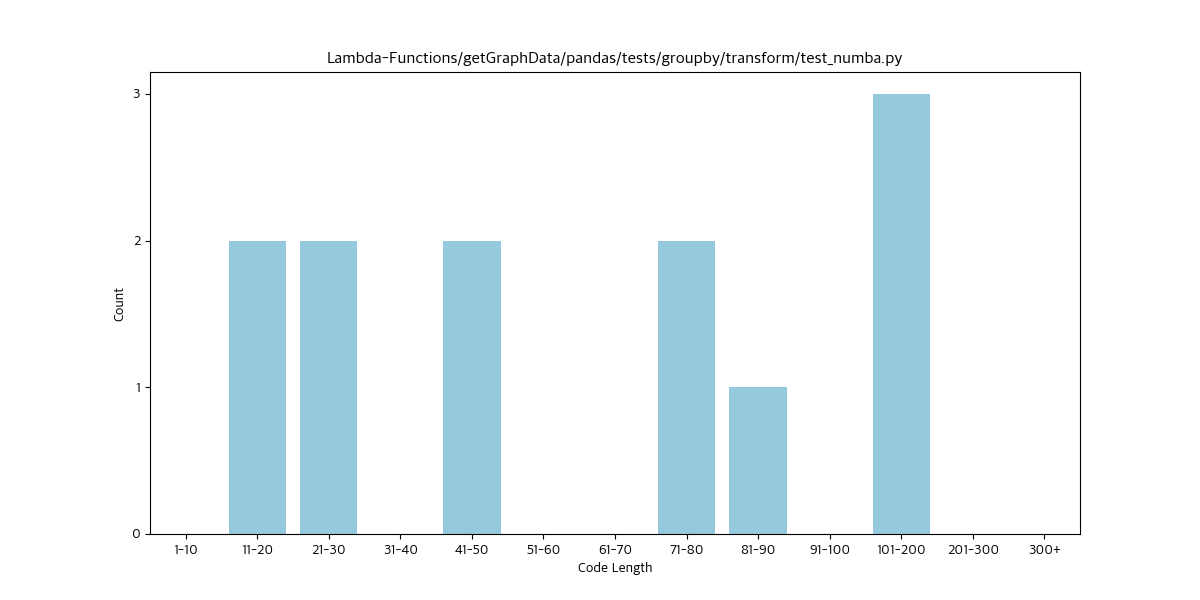 Lambda-Functions/getGraphData/pandas/tests/groupby/transform/test_numba.py
3
2
1
0
Count
1-10 11-20 21-30 31-40 41-50 51-60 61-70 71-80 81-90 91-100 101-200 201-300 300+
Code Length